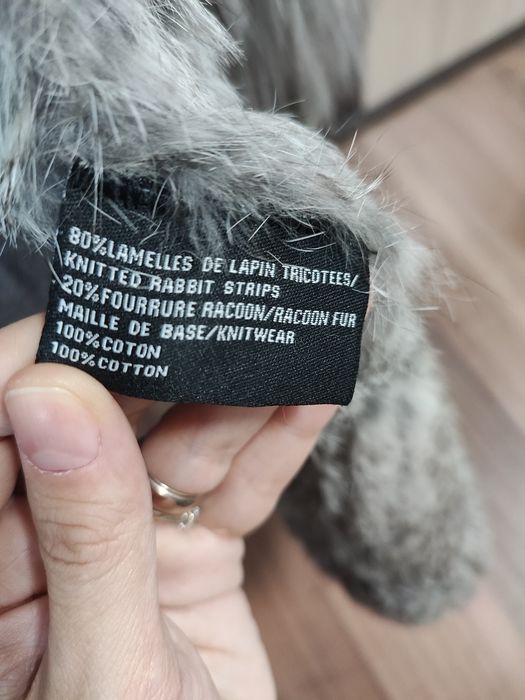 80%LAMELLES DE LAPIN TRICOTEES/
KNITTED RABBIT STRIPS
20%FOURRURE RACOON/RACOON FUR
MAILLE DE BASE/KNITWEAR
100%COTON
100%COTTON